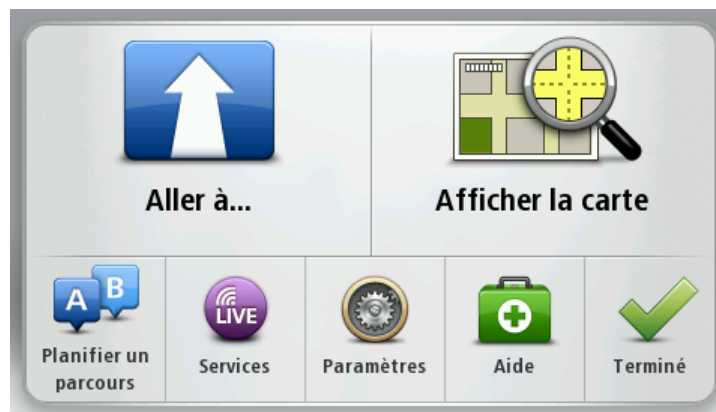 Aller à...
Afficher la carte
A B
LIVE
Planifier un
parcours
Services
Paramètres
Aide
Terminé